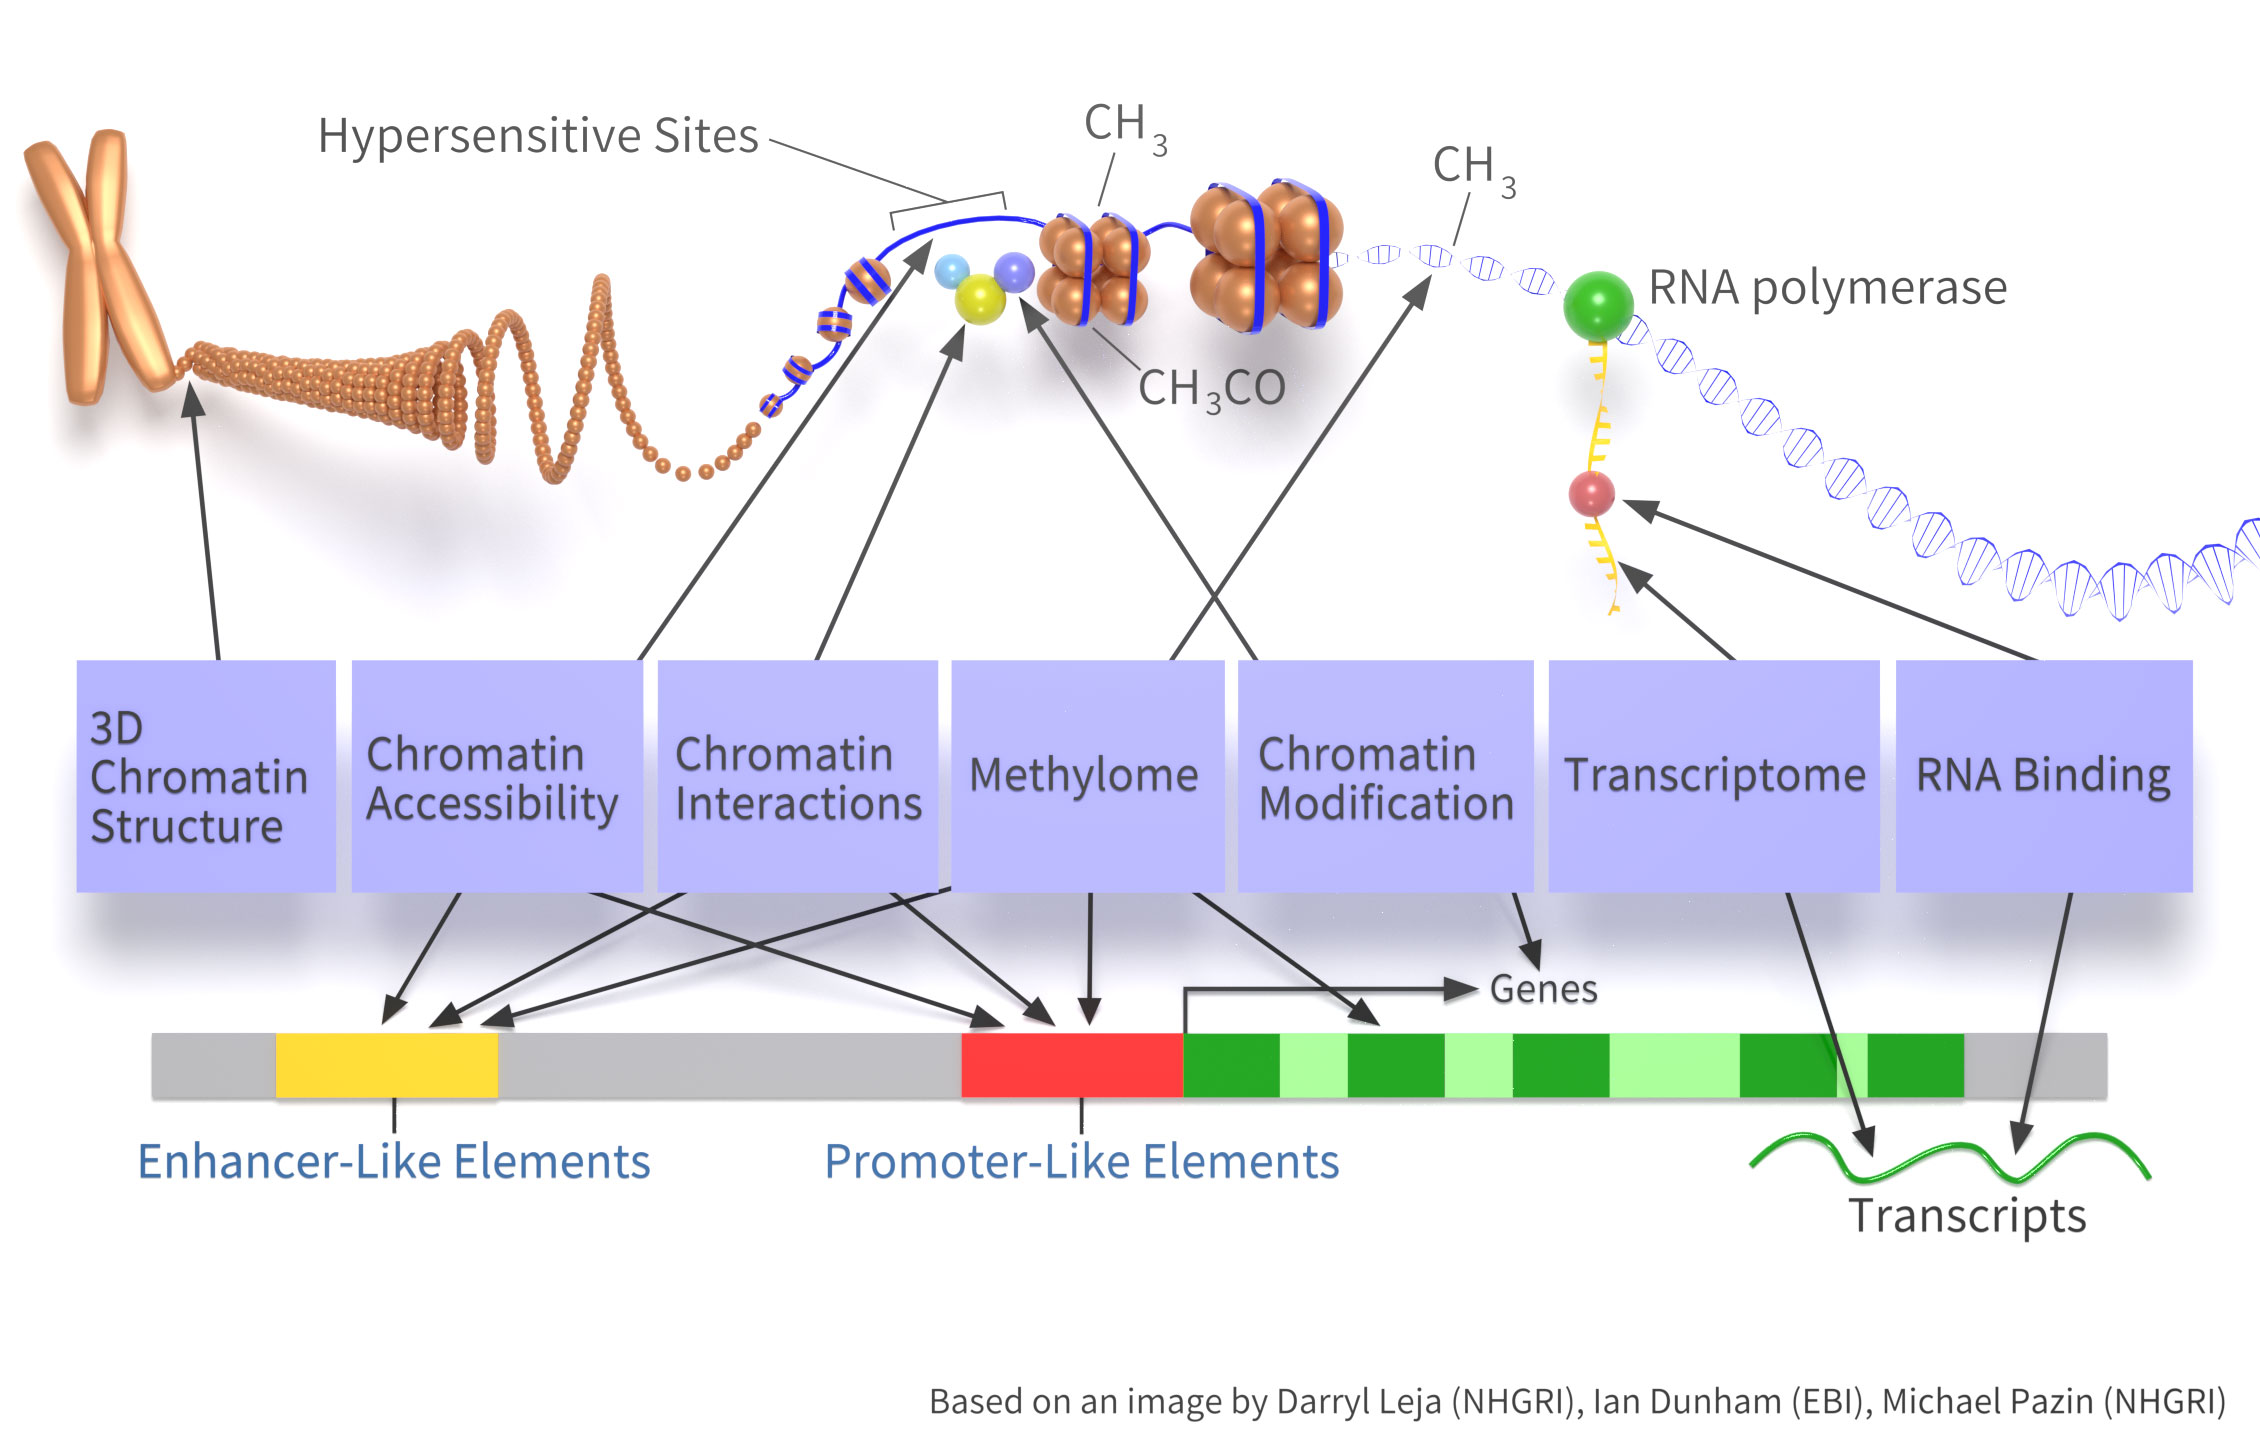 Hypersensitive Sites
CH3
CH3
RNA polymerase
CH3CO
3D
Chromatin
Structure
Chromatin
Accessibility
Chromatin
Interactions
Methylome
Chromatin
Modification
Transcriptome
RNA Binding
Genes
Enhancer-Like Elements
Promoter-Like Elements
Transcripts
Based on an image by Darryl Leja (NHGRI), Ian Dunham (EBI), Michael Pazin (NHGRI)